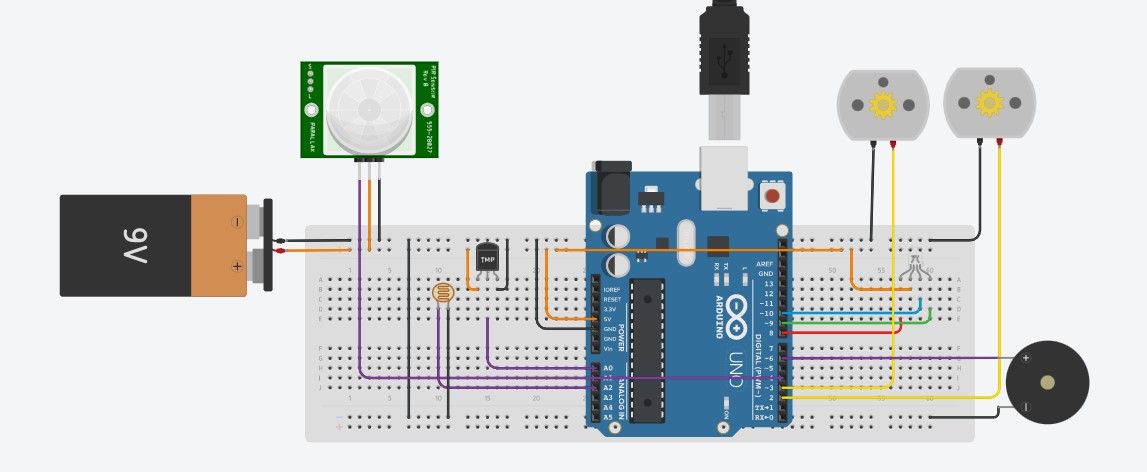 PIR Sensor
Rev B
555-28027
PARALLAX
9V
TMP
AREF
GND
13
12
~11
~10
~9
8
7
~6
~5
4
~3
2
TX→1
RX←0
DIGITAL (PWM~)
IOREF
RESET
3.3V
5V
GND
GND
Vin
POWER
A0
A1
A2
A3
A4
A5
ANALOG IN
TX
RX
L
ON
ARDUINO
UNO
1 5 10 15 20 50 55 60
A
B
C
D
E
F
G
H
I
J